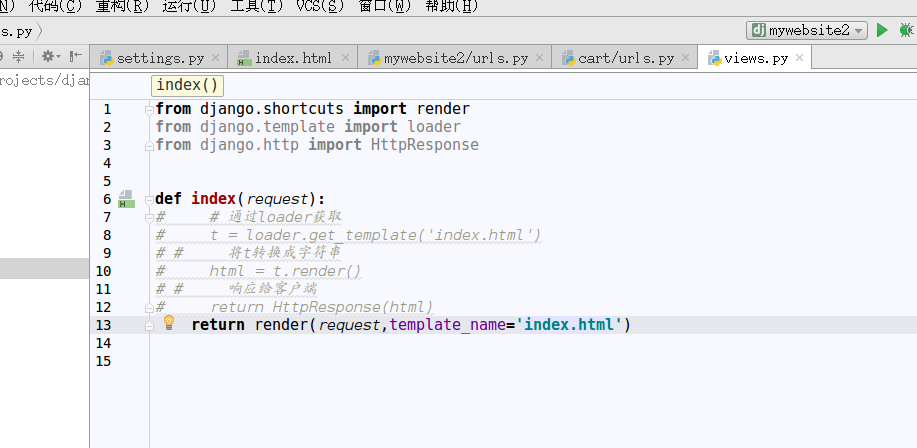 N) 代码(C) 重构(R) 运行(U) 工具(T) VCS(S) 窗口(W) 帮助(H)
s.py
mywebsite2
settings.py index.html mywebsite2/urls.py cart/urls.py views.py
rojects/djan
index()
1 from django.shortcuts import render
2 from django.template import loader
3 from django.http import HttpResponse
4
5
6 def index(request):
7 # # 通过loader获取
8 # t = loader.get_template('index.html')
9 # # 将t转换成字符串
10 # html = t.render()
11 # # 响应给客户端
12 # return HttpResponse(html)
13 return render(request,template_name='index.html')
14
15